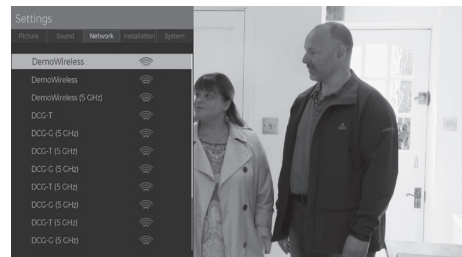 Settings
Picture Sound Network Installation System
DemoWireless
DemoWireless
DemoWireless (5 GHz)
DCG-T
DCG-G (5 GHz)
DCG-T (5 GHz)
DCG-G (5 GHz)
DCG-T (5 GHz)
DCG-G (5 GHz)
DCG-T (5 GHz)
DCG-G (5 GHz)